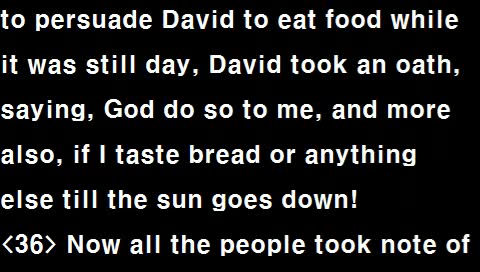 to persuade David to eat food while
it was still day, David took an oath,
saying, God do so to me, and more
also, if I taste bread or anything
else till the sun goes down!
<36> Now all the people took note of